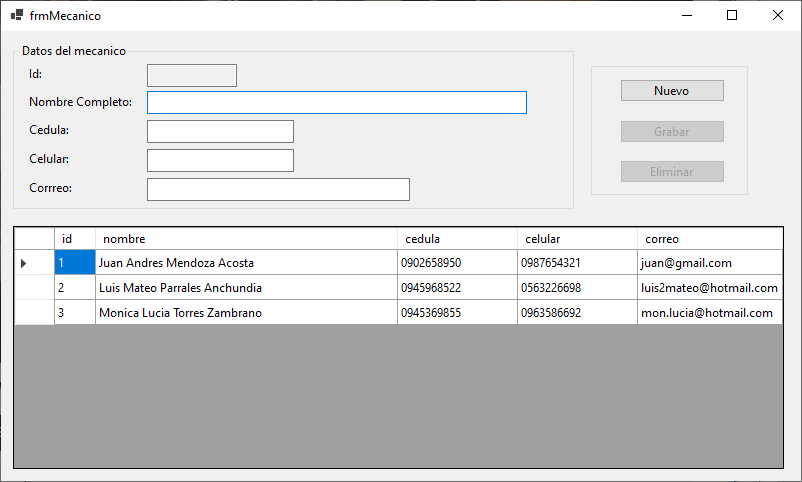 frmMecanico
Datos del mecanico
Id:
Nombre Completo:
Cedula:
Celular:
Corrreo:
Nuevo
Grabar
Eliminar
id nombre cedula celular correo
1 Juan Andres Mendoza Acosta 0902658950 0987654321 juan@gmail.com
2 Luis Mateo Parrales Anchundia 0945968522 0563226698 luis2mateo@hotmail.com
3 Monica Lucia Torres Zambrano 0945369855 0963586692 mon.lucia@hotmail.com